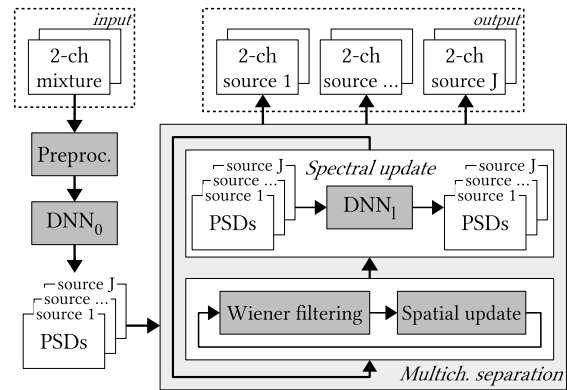 input
2-ch
mixture
Preproc.
DNN0
source J
source ...
source 1
PSDs
output
2-ch
source 1
2-ch
source ...
2-ch
source J
Spectral update
source J
source ...
source 1
PSDs
DNNl
source J
source ...
source 1
PSDs
Wiener filtering
Spatial update
Multich. separation